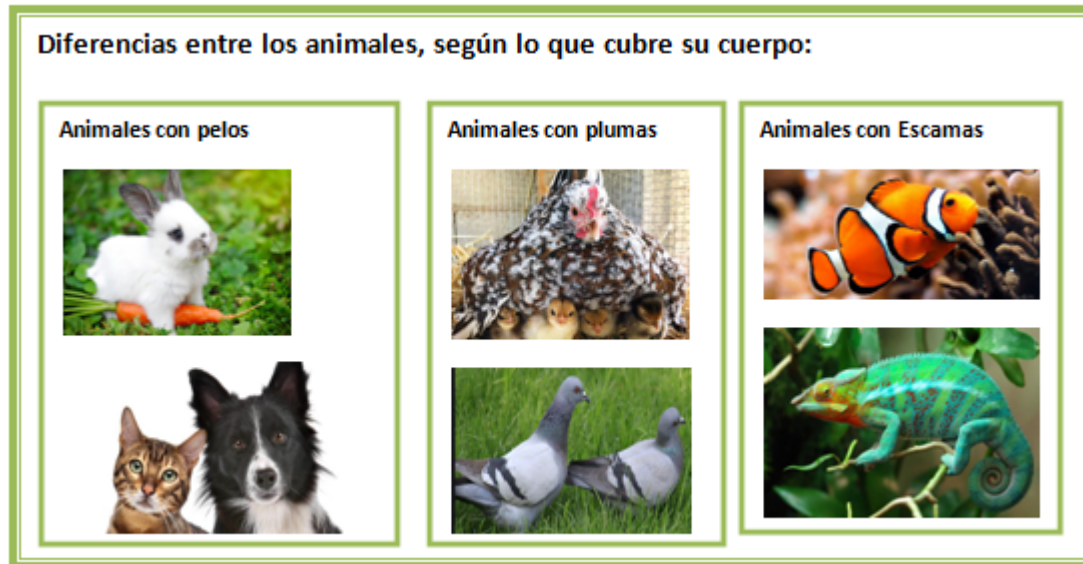 Diferencias entre los animales, según lo que cubre su cuerpo:
Animales con pelos
Animales con plumas
Animales con Escamas